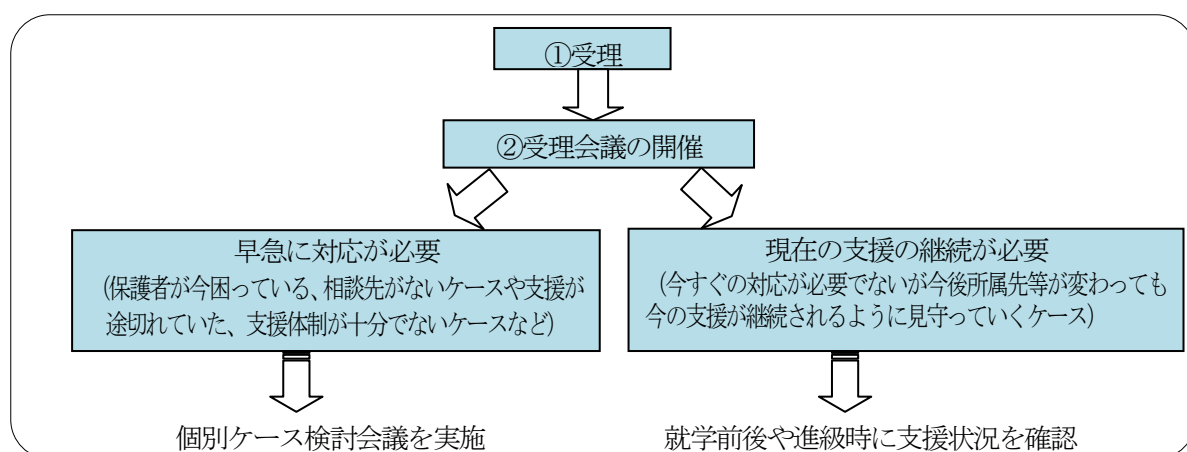 ①受理
②受理会議の開催
早急に対応が必要
(保護者が今困っている、相談先がないケースや支援が
途切れていた、支援体制が十分でないケースなど)
現在の支援の継続が必要
(今すぐの対応が必要でないが今後所属先等が変わっても
今の支援が継続されるように見守っていくケース)
個別ケース検討会議を実施
就学前後や進級時に支援状況を確認